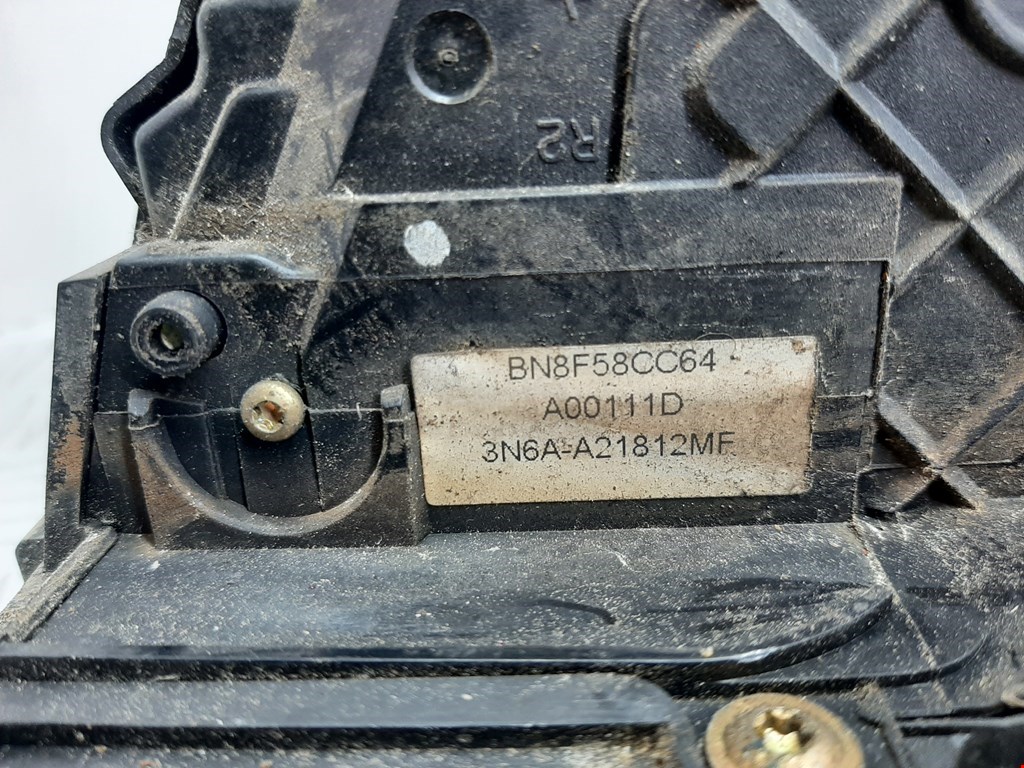 R2
BN8F58CC64
A00111D
3N6A-A21812MF